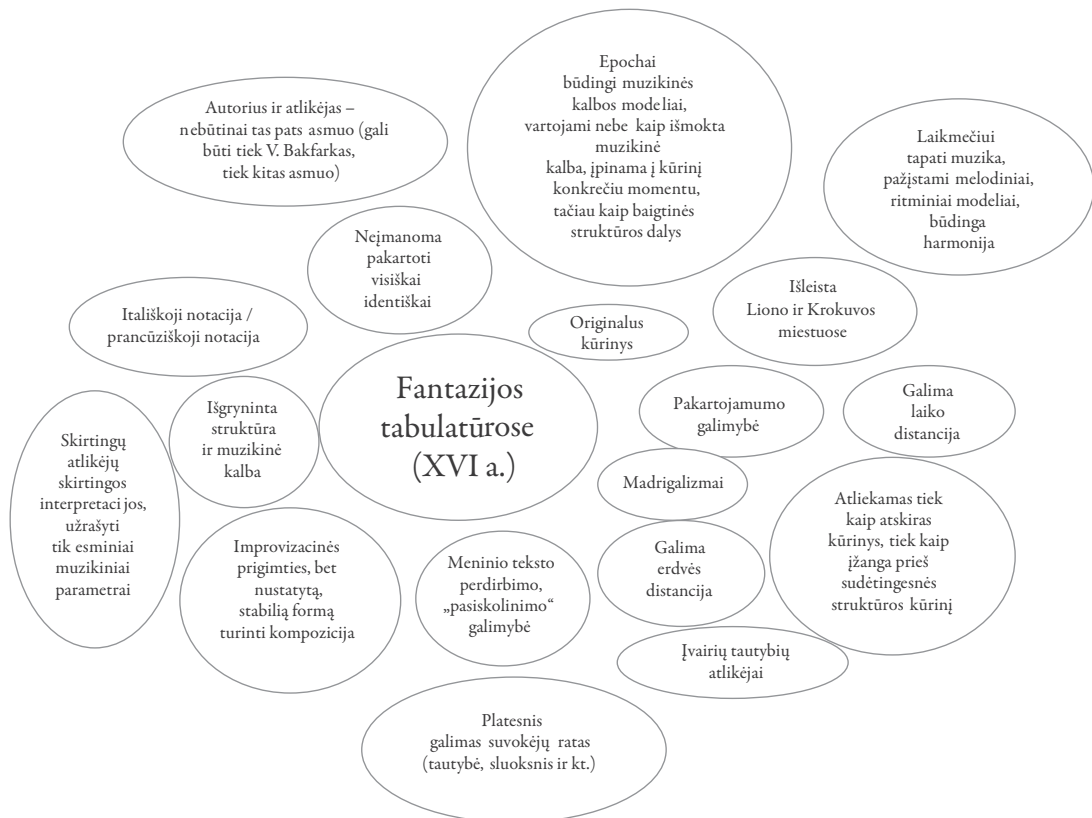 Epochai
būdingi muzikinės
kalbos modeliai,
vartojami nebe kaip išmokta
muzikinė
kalba, įpinama į kūrinį
konkrečiu momentu,
tačiau kaip baigtinės
struktūros dalys
Autorius ir atlikėjas –
nebūtinai tas pats asmuo (gali
būti tiek V. Bakfarkas,
tiek kitas asmuo)
Laikmečiui
tapati muzika,
pažįstami melodiniai,
ritminiai modeliai,
būdinga
harmonija
Neįmanoma
pakartoti
visiškai
identiškai
Išleista
Liono ir Krokuvos
miestuose
Itališkoji notacija /
prancūziškoji notacija
Originalus
kūrinys
Fantazijos
tabulatūrose
(XVI a.)
Pakartojamumo
galimybė
Galima
laiko
distancija
Išgryninta
struktūra
ir muzikinė
kalba
Skirtingų
atlikėjų
skirtingos
interpretacijos,
užrašyti
tik esminiai
muzikiniai
parametrai
Madrigalizmai
Atliekamas tiek
kaip atskiras
kūrinys, tiek kaip
įžanga prieš
sudėtingesnės
struktūros kūrinį
Improvizacinės
prigimties, bet
nustatytą,
stabilią formą
turinti kompozicija
Meninio teksto
perdirbimo,
„pasiskolinimo“
galimybė
Galima
erdvės
distancija
Įvairių tautybių
atlikėjai
Platesnis
galimas suvokėjų ratas
(tautybė, sluoksnis ir kt.)